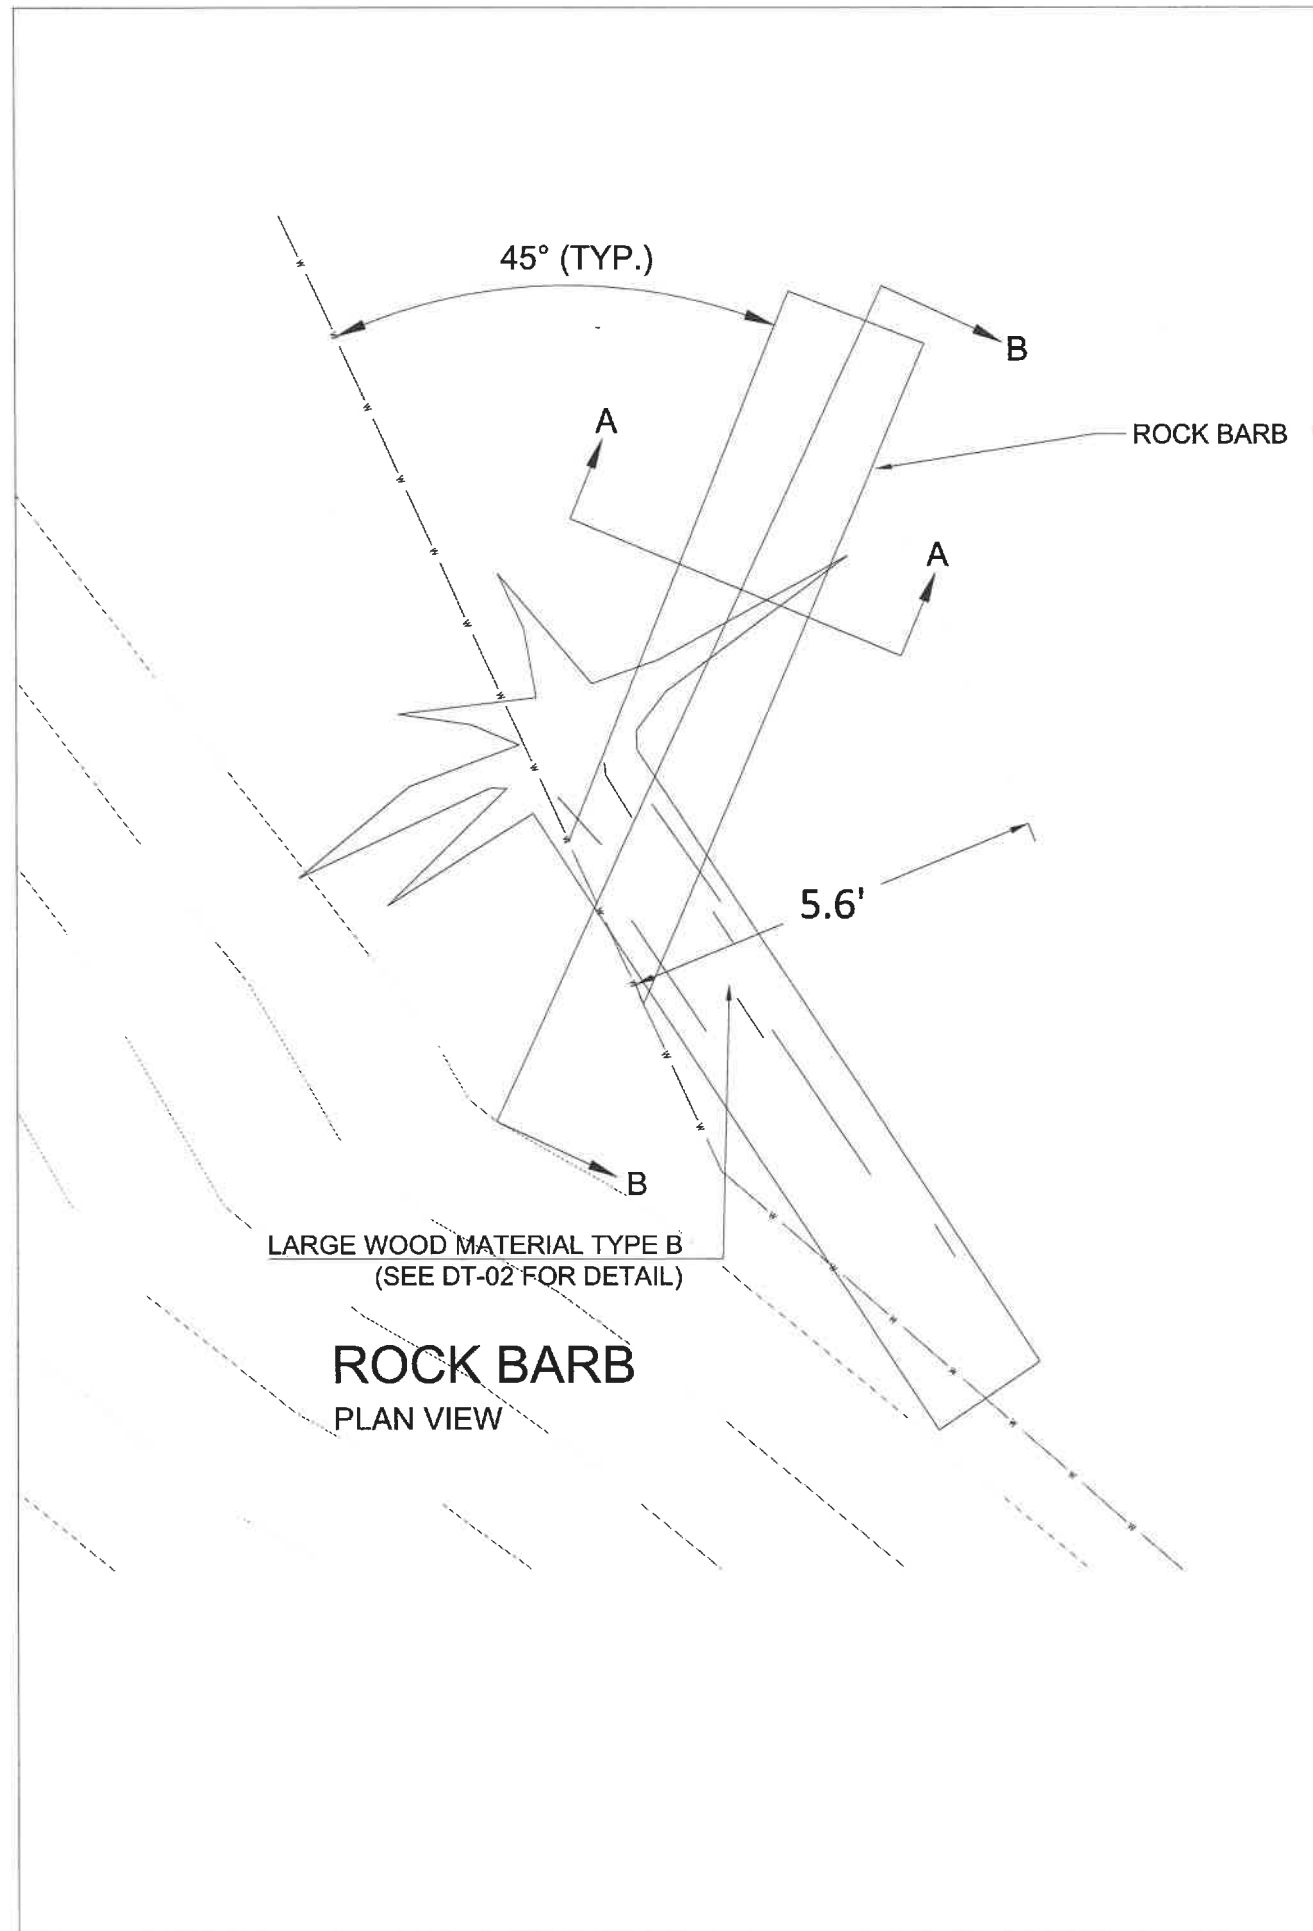 45° (TYP.)
B
A
ROCK BARB
A
5.6'
B
LARGE WOOD MATERIAL TYPE B
(SEE DT-02 FOR DETAIL)
ROCK BARB
PLAN VIEW